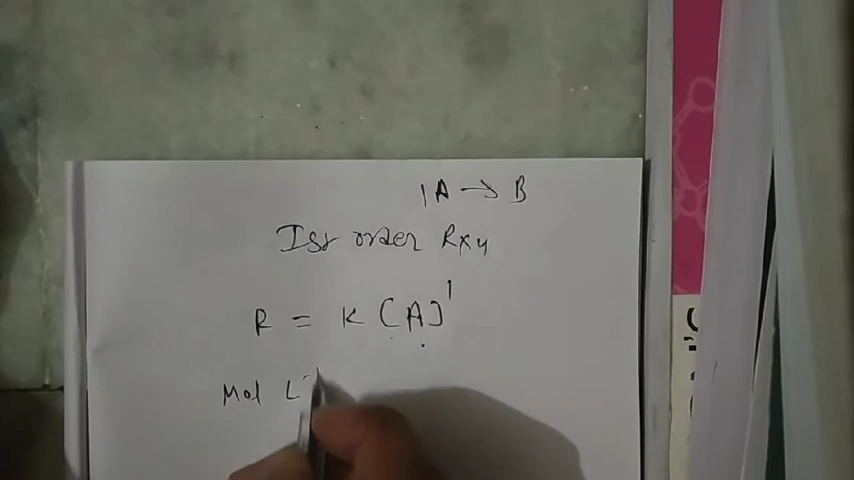 1A → B
Ist order Rxn
R = K [A]¹
Mol L⁻